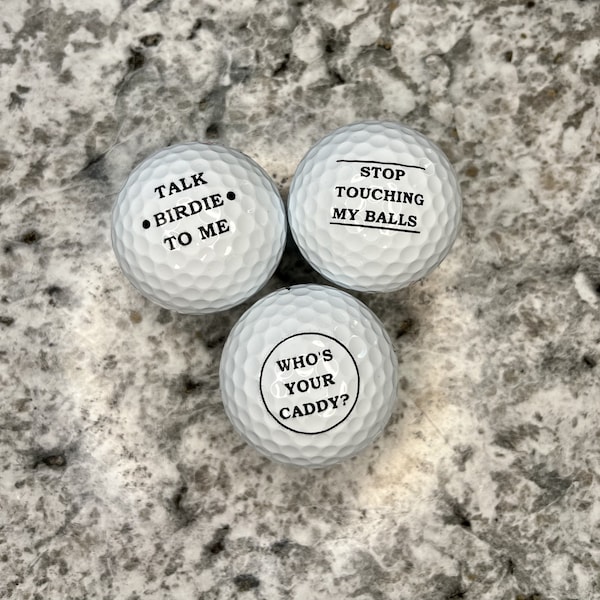 TALK
•BIRDIE•
TO ME
STOP
TOUCHING
MY BALLS
WHO'S
YOUR
CADDY?